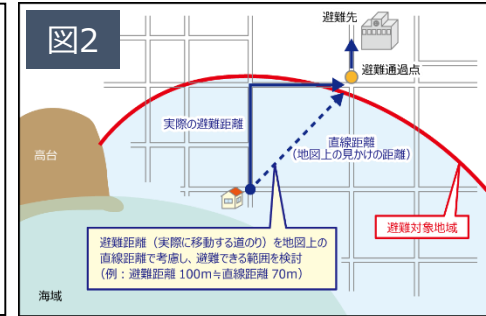 図2
避難先
避難通過点
実際の避難距離
直線距離
(地図上の見かけの距離)
高台
避難対象地域
避難距離(実際に移動する道のり)を地図上の
直線距離で考慮し、避難できる範囲を検討
(例:避難距離 100m≒直線距離 70m)
海域